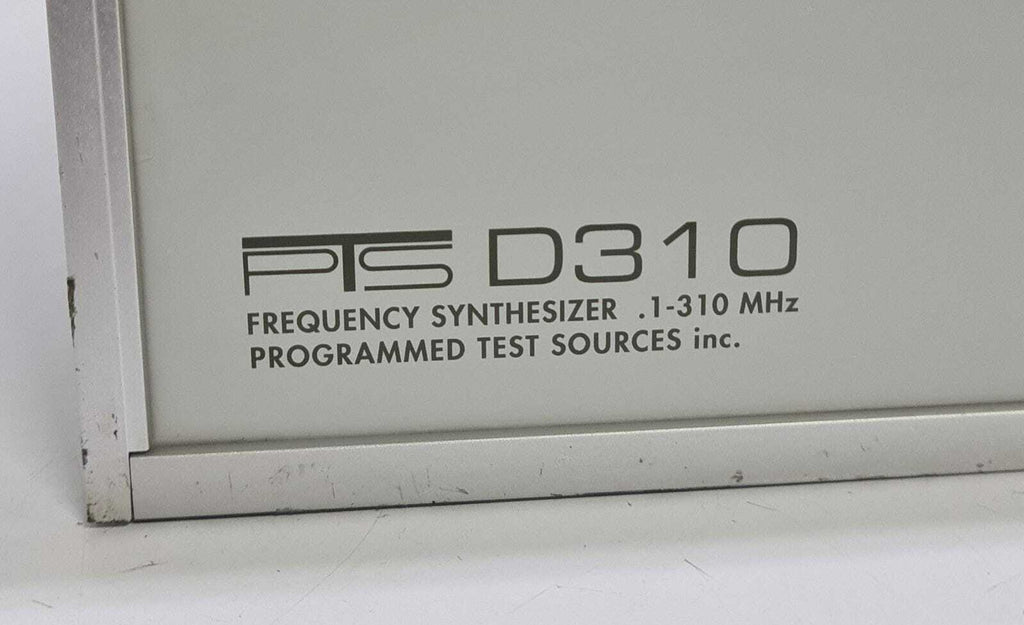 PTS D310
FREQUENCY SYNTHESIZER .1-310 MHz
PROGRAMMED TEST SOURCES inc.